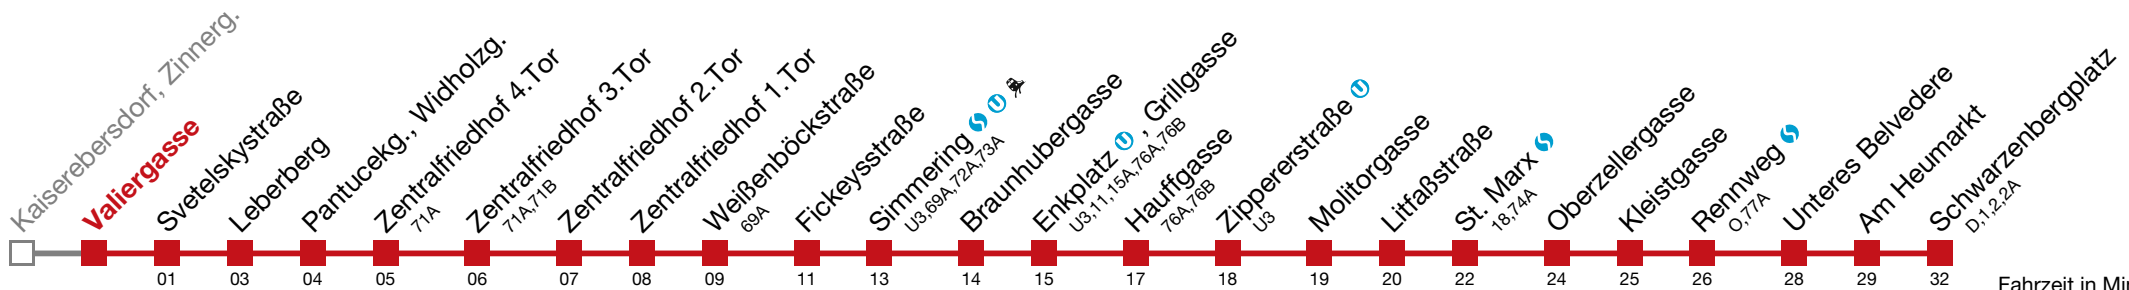 Kaiserebersdorf, Zinnerg.
Valiergasse
Svetelskystraße
01
Leberberg
03
Pantucekg., Widholzg.
04
Zentralfriedhof 4.Tor
71A
05
Zentralfriedhof 3.Tor
71A,71B
06
Zentralfriedhof 2.Tor
07
Zentralfriedhof 1.Tor
08
Weißenböckstraße
69A
09
Fickeysstraße
11
Simmering S U
U3,69A,72A,73A
13
Braunhubergasse
14
Enkplatz U , Grillgasse
U3,11,15A,76A,76B
15
Hauffgasse
76A,76B
17
Zippererstraße U
U3
18
Molitorgasse
19
Litfaßstraße
20
St. Marx S
18,74A
22
Oberzellergasse
24
Kleistgasse
25
Rennweg S
O,77A
26
Unteres Belvedere
28
Am Heumarkt
29
Schwarzenbergplatz
D,1,2,2A
32
Fahrzeit in Min